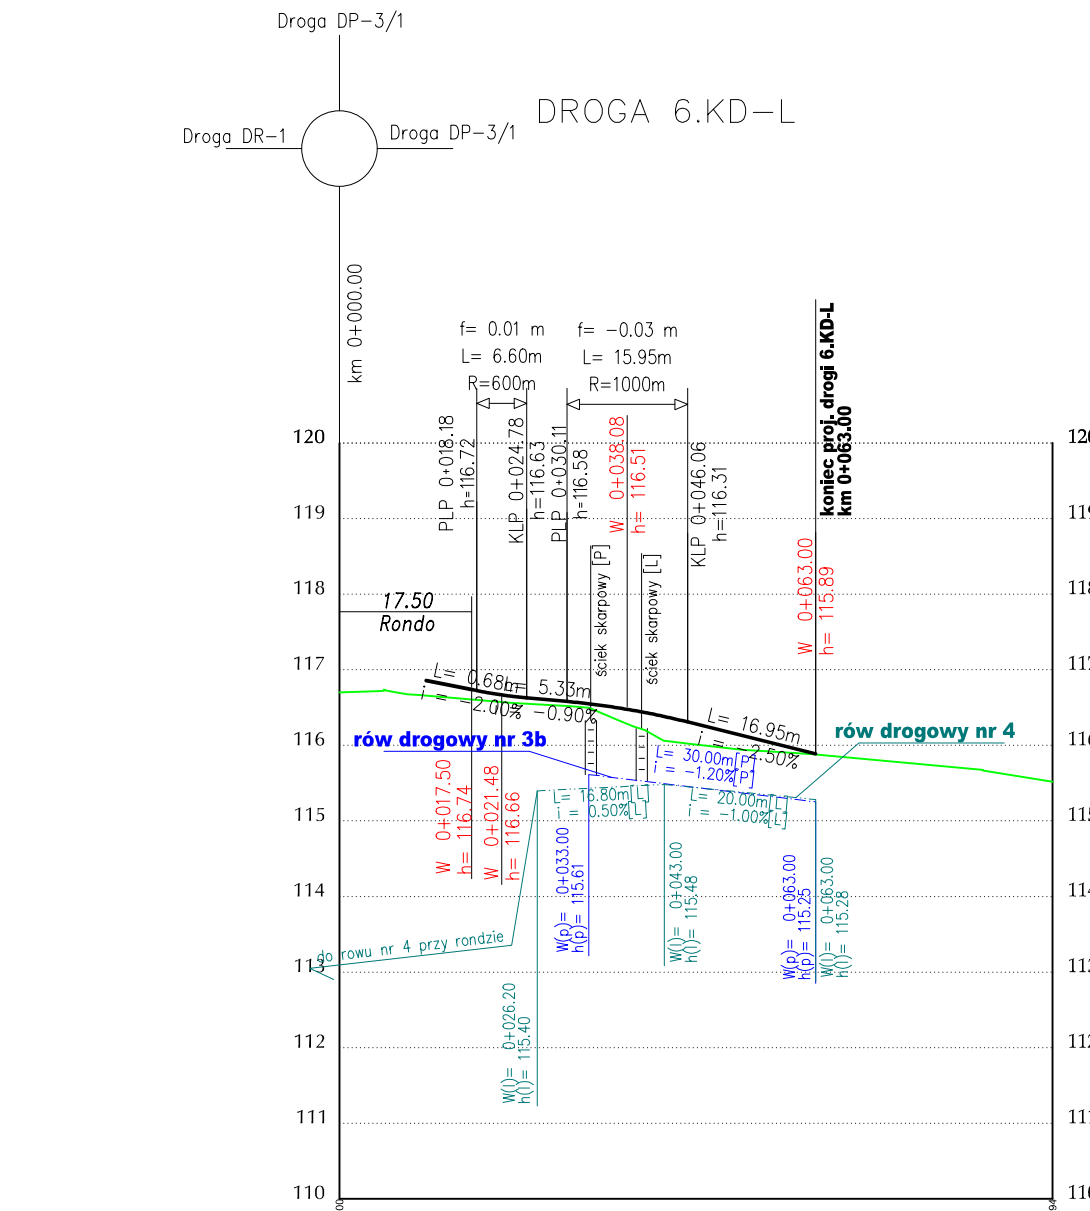 Droga DP-3/1
DROGA 6.KD-L
Droga DR-1
Droga DP-3/1
km 0+000.00
f= 0.01 m
L= 6.60m
R=600m
f= -0.03 m
L= 15.95m
R=1000m
koniec proj. drogi 6.KD-L
km 0+063.00
PLP 0+018.18
h=116.72
KLP 0+024.78
h=116.63
PLP 0+030.11
h=116.58
W 0+038.08
h= 116.51
KLP 0+046.06
h=116.31
W 0+063.00
h= 115.89
ściek skarpowy [P]
ściek skarpowy [L]
17.50
Rondo
L= 0.68m
i = -2.00%
L= 5.33m
i = -0.90%
L= 16.95m
i = -2.50%
rów drogowy nr 3b
rów drogowy nr 4
L= 30.00m[P]
i = -1.20%[P]
L= 16.80m[L]
i = 0.50%[L]
L= 20.00m[L]
i = -1.00%[L]
W 0+017.50
h= 116.74
W 0+021.48
h= 116.66
W(p)= 0+033.00
h(p)= 115.61
W(l)= 0+043.00
h(l)= 115.48
W(p)= 0+063.00
h(p)= 115.25
W(l)= 0+063.00
h(l)= 115.28
do rowu nr 4 przy rondzie
W(l)= 0+026.20
h(l)= 115.40
120
119
118
117
116
115
114
113
112
111
110
00
94